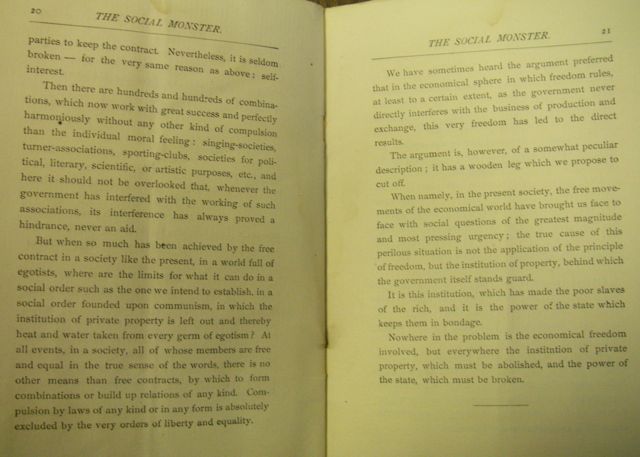 20
THE SOCIAL MONSTER.
parties to keep the contract. Nevertheless, it is seldom
broken — for the very same reason as above: self-
interest.
Then there are hundreds and hundreds of combina-
tions, which now work with great success and perfectly
harmoniously without any other kind of compulsion
than the individual moral feeling: singing-societies,
turner-associations, sporting-clubs, societies for poli-
tical, literary, scientific, or artistic purposes, etc., and
here it should not be overlooked that, whenever the
government has interfered with the working of such
associations, its interference has always proved a
hindrance, never an aid.
But when so much has been achieved by the free
contract in a society like the present, in a world full of
egotists, where are the limits for what it can do in a
social order such as the one we intend to establish, in a
social order founded upon communism, in which the
institution of private property is left out and thereby
heat and water taken from every germ of egotism? At
all events, in a society, all of whose members are free
and equal in the true sense of the words, there is no
other means than free contracts, by which to form
combinations or build up relations of any kind. Com-
pulsion by laws of any kind or in any form is absolutely
excluded by the very orders of liberty and equality.
THE SOCIAL MONSTER.
21
We have sometimes heard the argument preferred
that in the economical sphere in which freedom rules,
at least to a certain extent, as the government never
directly interferes with the business of production and
exchange, this very freedom has led to the direct
results.
The argument is, however, of a somewhat peculiar
description; it has a wooden leg which we propose to
cut off.
When namely, in the present society, the free move-
ments of the economical world have brought us face to
face with social questions of the greatest magnitude
and most pressing urgency; the true cause of this
perilous situation is not the application of the principle
of freedom, but the institution of property, behind which
the government itself stands guard.
It is this institution, which has made the poor slaves
of the rich, and it is the power of the state which
keeps them in bondage.
Nowhere in the problem is the economical freedom
involved, but everywhere the institution of private
property, which must be abolished, and the power of
the state, which must be broken.